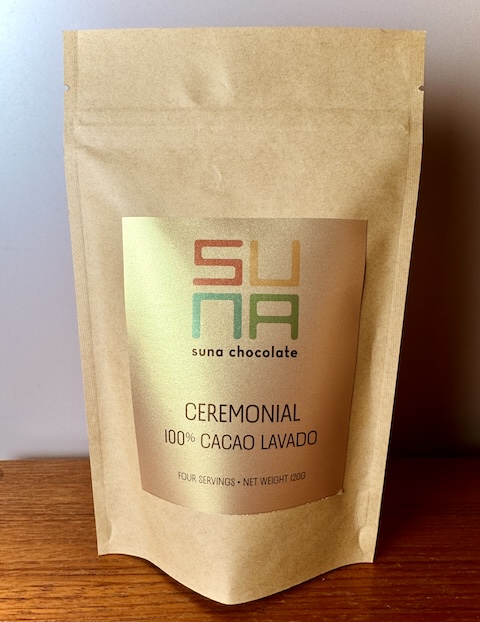 SU
NA
suna chocolate
CEREMONIAL
100% CACAO LAVADO
FOUR SERVINGS • NET WEIGHT 120G